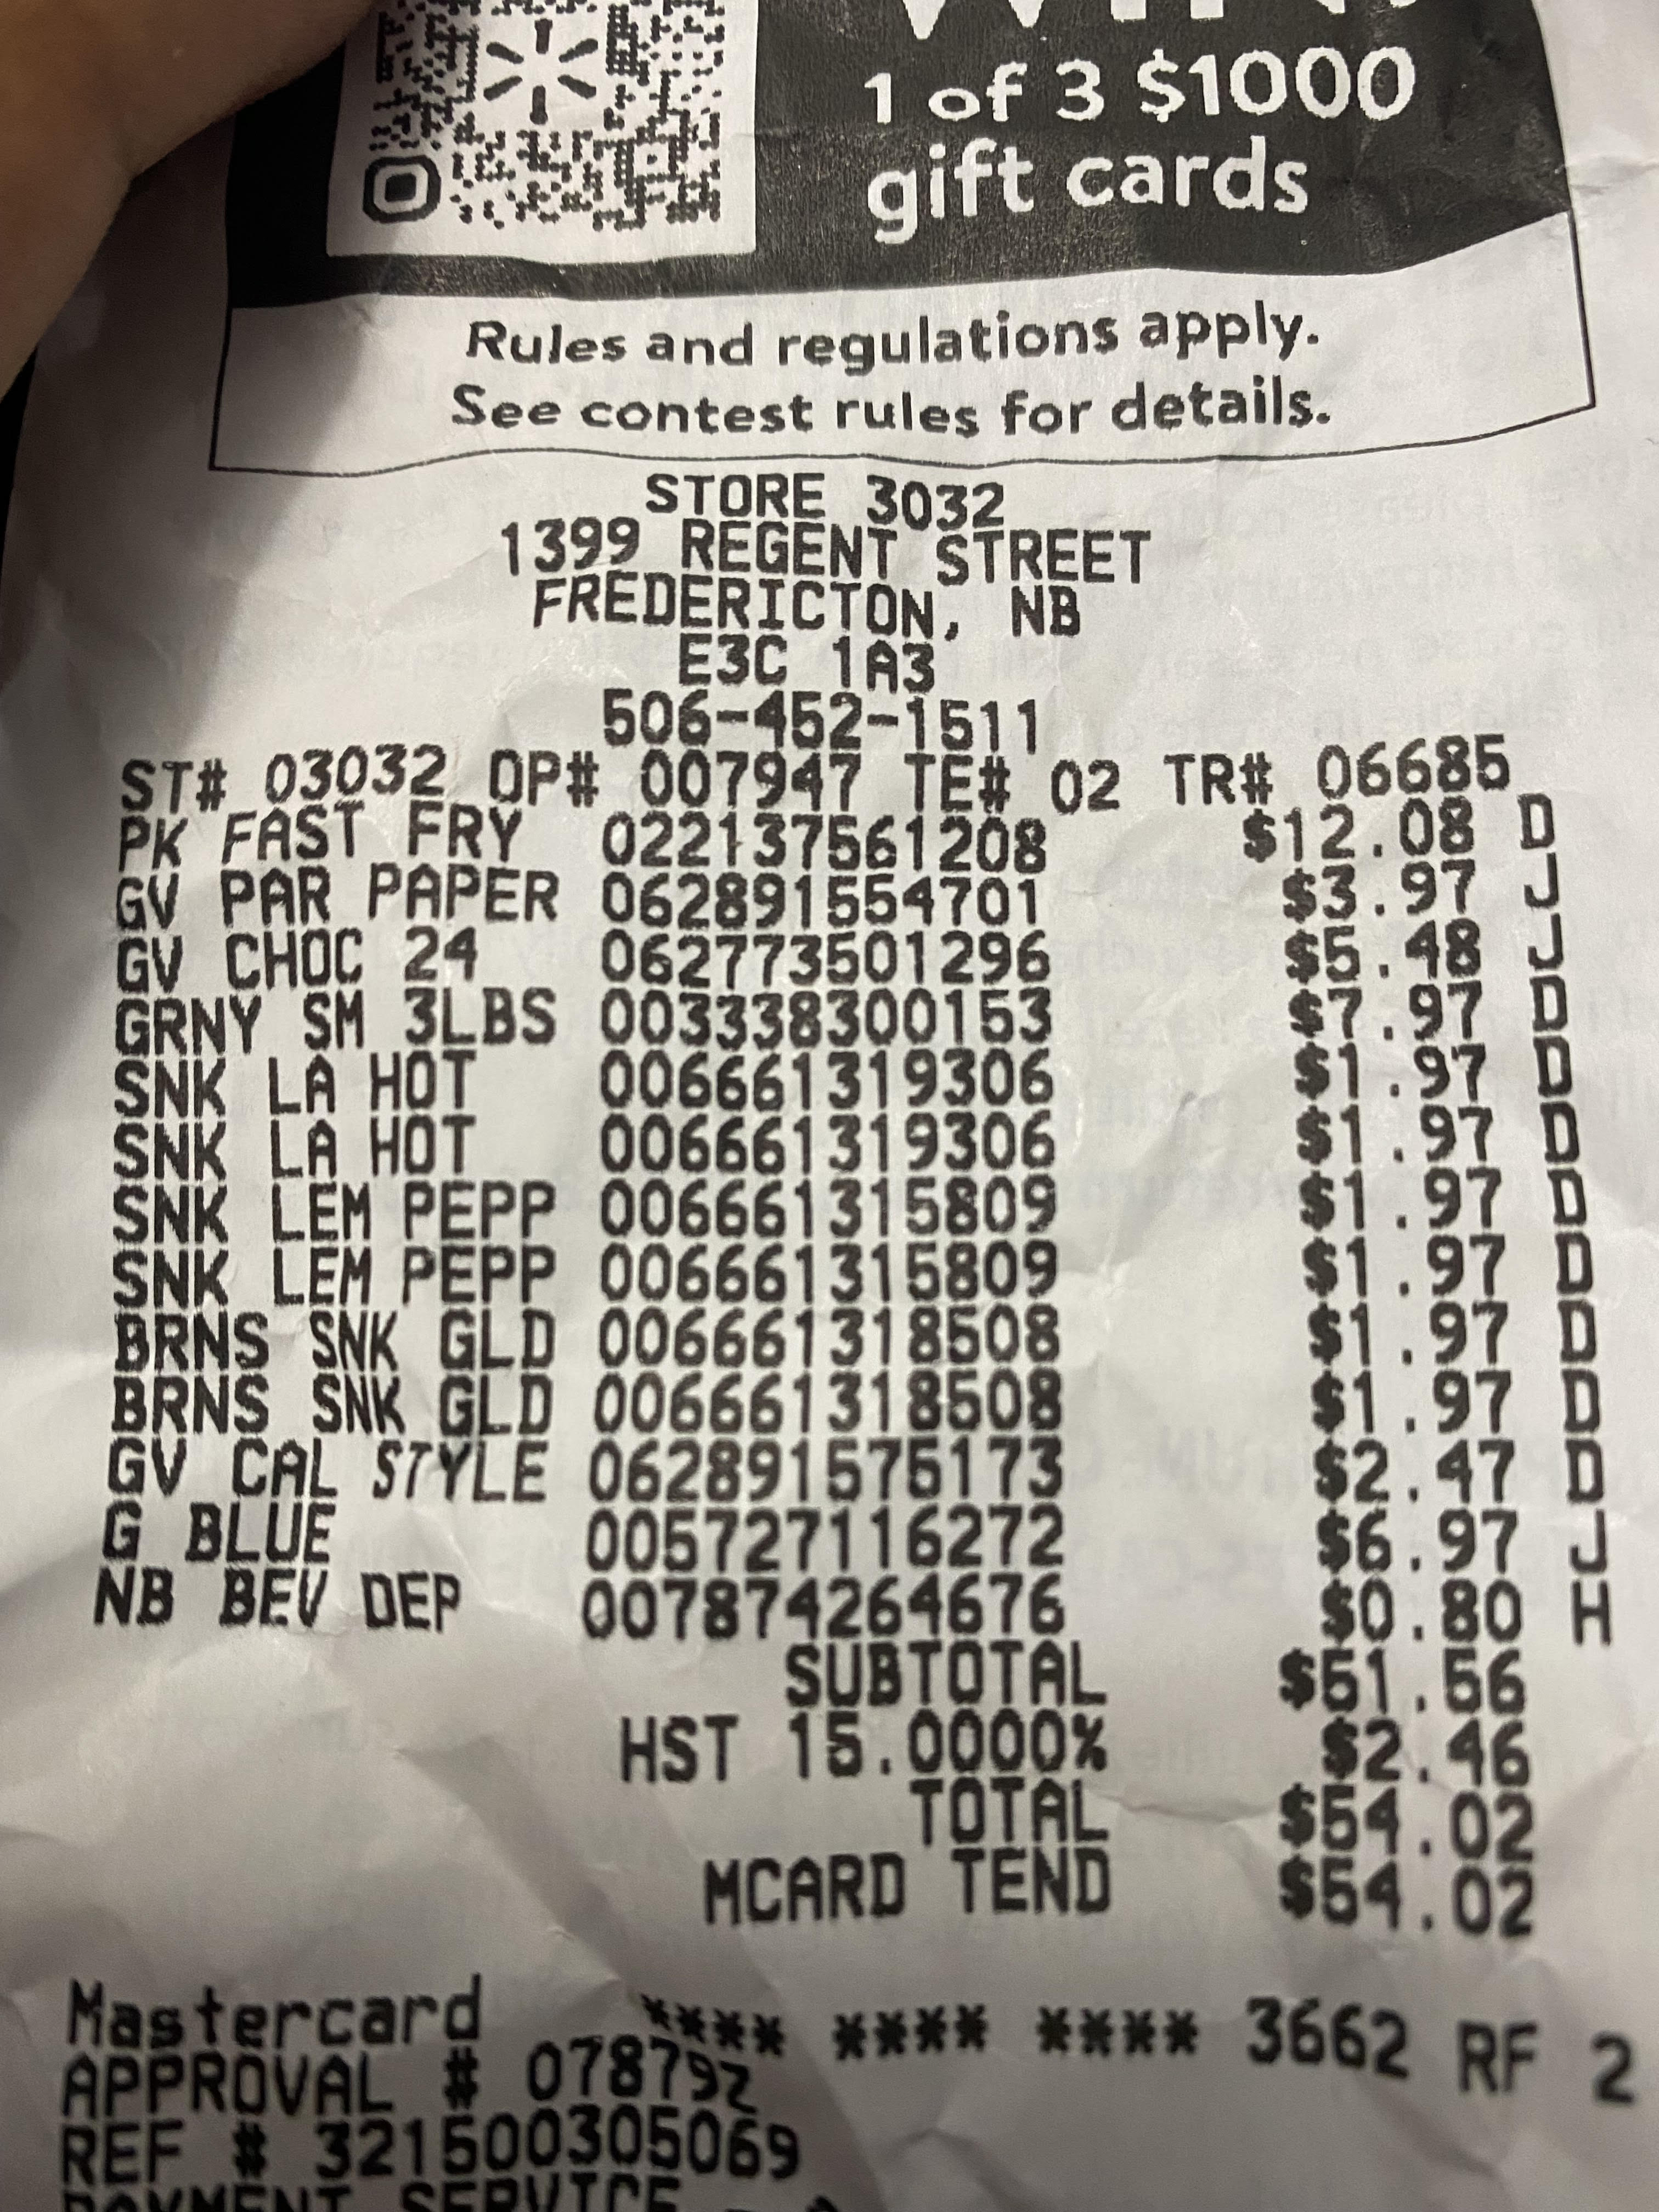 1 of 3 $1000
gift cards
Rules and regulations apply.
See contest rules for details.
STORE 3032
1399 REGENT STREET
FREDERICTON, NB
E3C 1A3
506-452-1511
ST# 03032 OP# 007947 TE# 02 TR# 06685
PK FAST FRY 022137561208 $12.08 D
GV PAR PAPER 062891554701 $3.97 J
GV CHOC 24 062773501296 $5.48 J
GRNY SM 3LBS 003338300153 $7.97 D
SNK LA HOT 006661319306 $1.97 D
SNK LA HOT 006661319306 $1.97 D
SNK LEM PEPP 006661315809 $1.97 D
SNK LEM PEPP 006661315809 $1.97 D
BRNS SNK GLD 006661318508 $1.97 D
BRNS SNK GLD 006661318508 $1.97 D
GV CAL STYLE 062891575173 $2.47 D
G BLUE 005727116272 $6.97 J
NB BEV DEP 007874264676 $0.80 H
SUBTOTAL $51.56
HST 15.0000% $2.46
TOTAL $54.02
MCARD TEND $54.02
Mastercard **** **** **** 3662 RF 2
APPROVAL # 078792
REF # 321500305069
PAYMENT SERVICE -